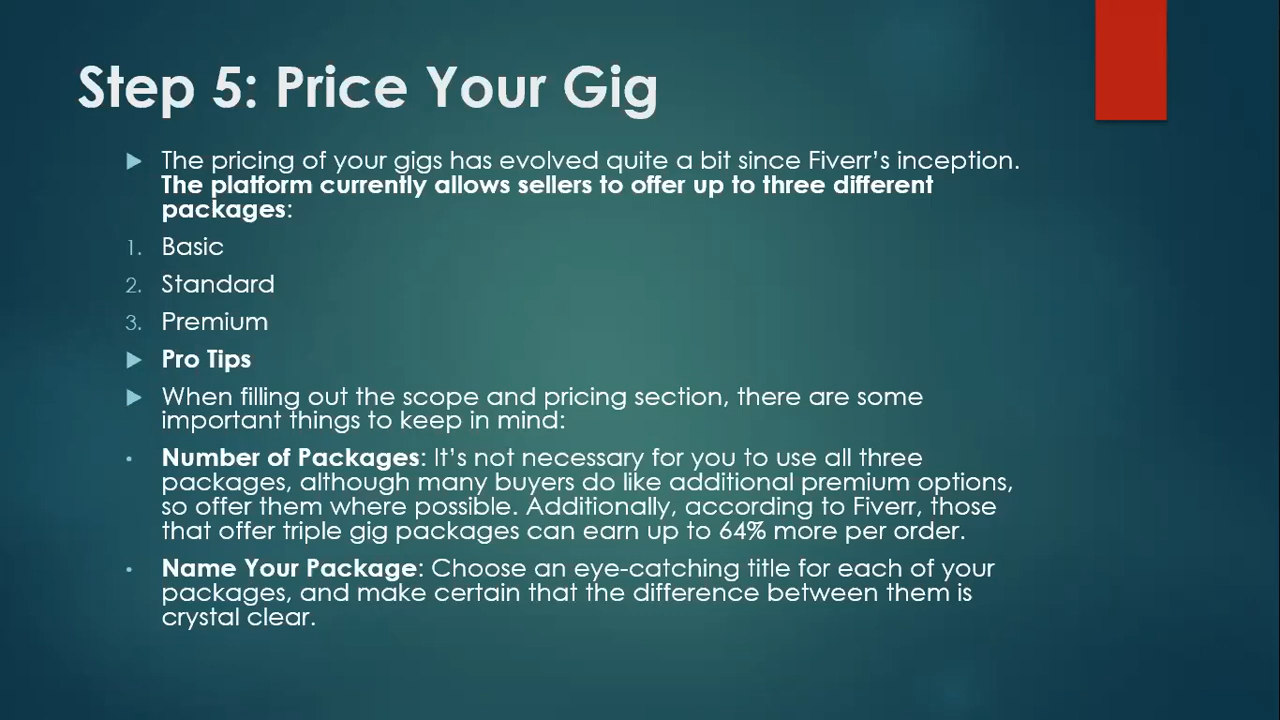 Step 5: Price Your Gig
The pricing of your gigs has evolved quite a bit since Fiverr’s inception.
The platform currently allows sellers to offer up to three different
packages:
1. Basic
2. Standard
3. Premium
Pro Tips
When filling out the scope and pricing section, there are some
important things to keep in mind:
• Number of Packages: It’s not necessary for you to use all three
packages, although many buyers do like additional premium options,
so offer them where possible. Additionally, according to Fiverr, those
that offer triple gig packages can earn up to 64% more per order.
• Name Your Package: Choose an eye-catching title for each of your
packages, and make certain that the difference between them is
crystal clear.